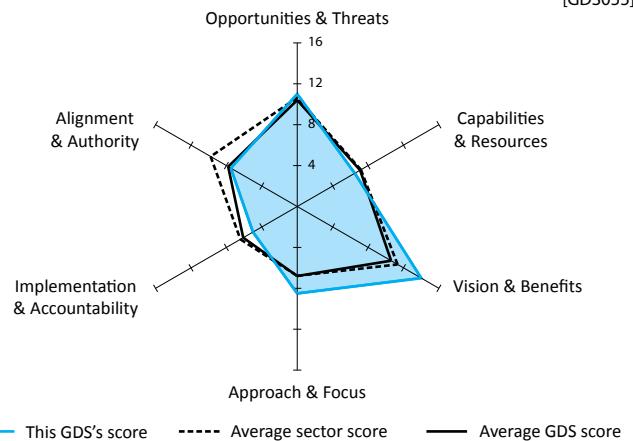 [GDS055]
Opportunities & Threats
16
12
8
4
Alignment
& Authority
Capabilities
& Resources
Implementation
& Accountability
Vision & Benefits
Approach & Focus
This GDS's score
Average sector score
Average GDS score